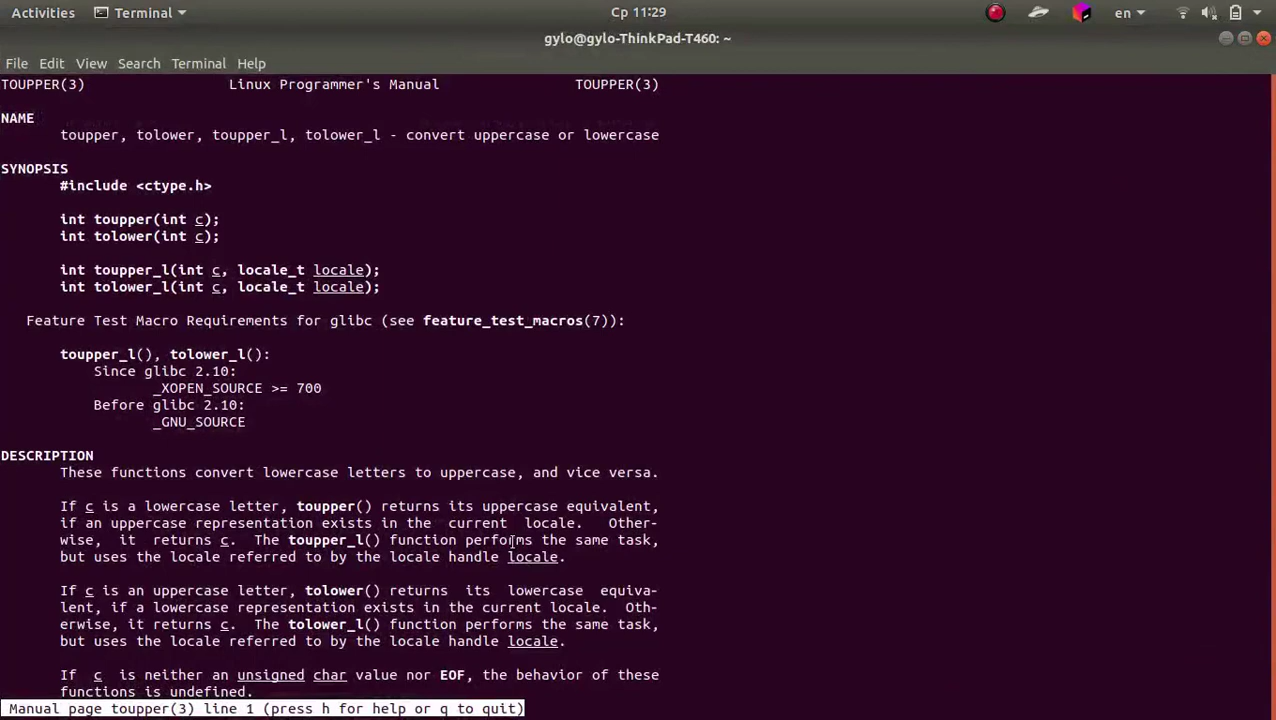 Activities Terminal Ср 11:29 en
gylo@gylo-ThinkPad-T460: ~
File Edit View Search Terminal Help
TOUPPER(3) Linux Programmer's Manual TOUPPER(3)
NAME
toupper, tolower, toupper_l, tolower_l - convert uppercase or lowercase
SYNOPSIS
#include <ctype.h>
int toupper(int c);
int tolower(int c);
int toupper_l(int c, locale_t locale);
int tolower_l(int c, locale_t locale);
Feature Test Macro Requirements for glibc (see feature_test_macros(7)):
toupper_l(), tolower_l():
Since glibc 2.10:
_XOPEN_SOURCE >= 700
Before glibc 2.10:
_GNU_SOURCE
DESCRIPTION
These functions convert lowercase letters to uppercase, and vice versa.
If c is a lowercase letter, toupper() returns its uppercase equivalent,
if an uppercase representation exists in the current locale. Other-
wise, it returns c. The toupper_l() function performs the same task,
but uses the locale referred to by the locale handle locale.
If c is an uppercase letter, tolower() returns its lowercase equiva-
lent, if a lowercase representation exists in the current locale. Oth-
erwise, it returns c. The tolower_l() function performs the same task,
but uses the locale referred to by the locale handle locale.
If c is neither an unsigned char value nor EOF, the behavior of these
functions is undefined.
Manual page toupper(3) line 1 (press h for help or q to quit)